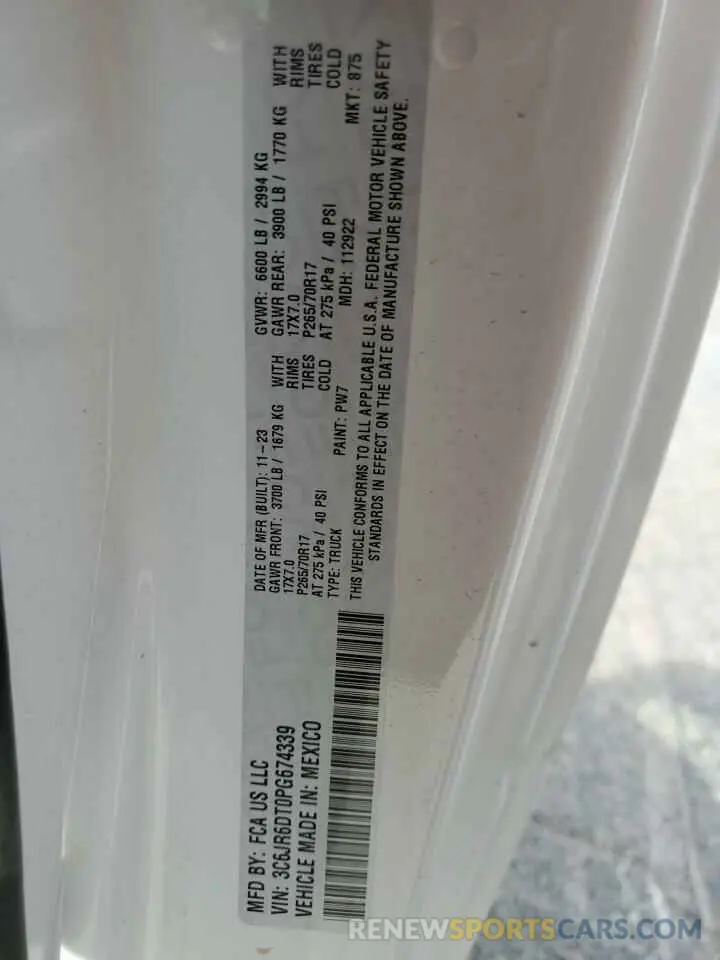 MFD BY: FCA US LLC
VIN: 3C6JR6DT0PG674339
VEHICLE MADE IN: MEXICO
DATE OF MFR (BUILT): 11-23
GAWR FRONT: 3700 LB / 1679 KG WITH
17X7.0 RIMS
P265/70R17 TIRES
AT 275 kPa / 40 PSI COLD
TYPE: TRUCK PAINT: PW7
GVWR: 6600 LB / 2994 KG
GAWR REAR: 3900 LB / 1770 KG WITH
17X7.0 RIMS
P265/70R17 TIRES
AT 275 kPa / 40 PSI COLD
MDH: 112922 MKT: 875
THIS VEHICLE CONFORMS TO ALL APPLICABLE U.S.A. FEDERAL MOTOR VEHICLE SAFETY
STANDARDS IN EFFECT ON THE DATE OF MANUFACTURE SHOWN ABOVE.
RENEWSPORTSCARS.COM